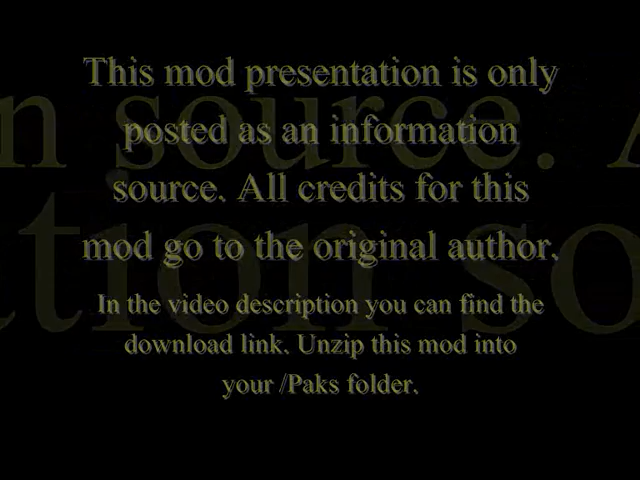 This mod presentation is only
posted as an information
source. All credits for this
mod go to the original author.
In the video description you can find the
download link. Unzip this mod into
your /Paks folder.